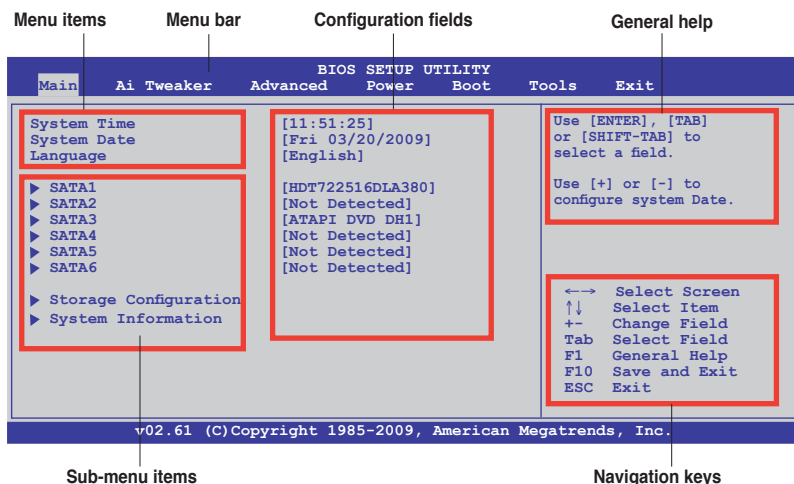 Menu items Menu bar Configuration fields General help
BIOS SETUP UTILITY
Main Ai Tweaker Advanced Power Boot Tools Exit
System Time [11:51:25]
System Date [Fri 03/20/2009]
Language [English]
▶ SATA1 [HDT722516DLA380]
▶ SATA2 [Not Detected]
▶ SATA3 [ATAPI DVD DH1]
▶ SATA4 [Not Detected]
▶ SATA5 [Not Detected]
▶ SATA6 [Not Detected]
▶ Storage Configuration
▶ System Information
Use [ENTER], [TAB]
or [SHIFT-TAB] to
select a field.
Use [+] or [-] to
configure system Date.
←→ Select Screen
↑↓ Select Item
+- Change Field
Tab Select Field
F1 General Help
F10 Save and Exit
ESC Exit
v02.61 (C)Copyright 1985-2009, American Megatrends, Inc.
Sub-menu items Navigation keys